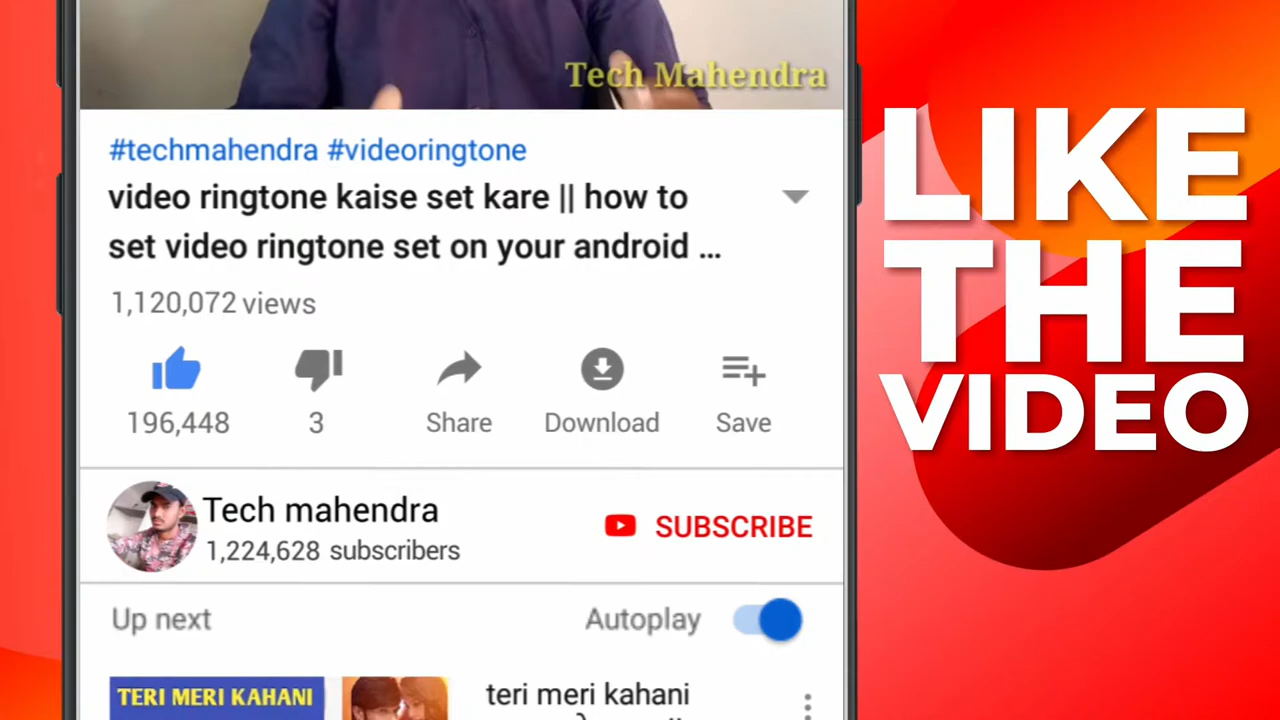 Tech Mahendra
#techmahendra #videoringtone
video ringtone kaise set kare || how to
set video ringtone set on your android ...
1,120,072 views
196,448
3
Share
Download
Save
Tech mahendra
1,224,628 subscribers
SUBSCRIBE
Up next
Autoplay
TERI MERI KAHANI
teri meri kahani
LIKE
THE
VIDEO